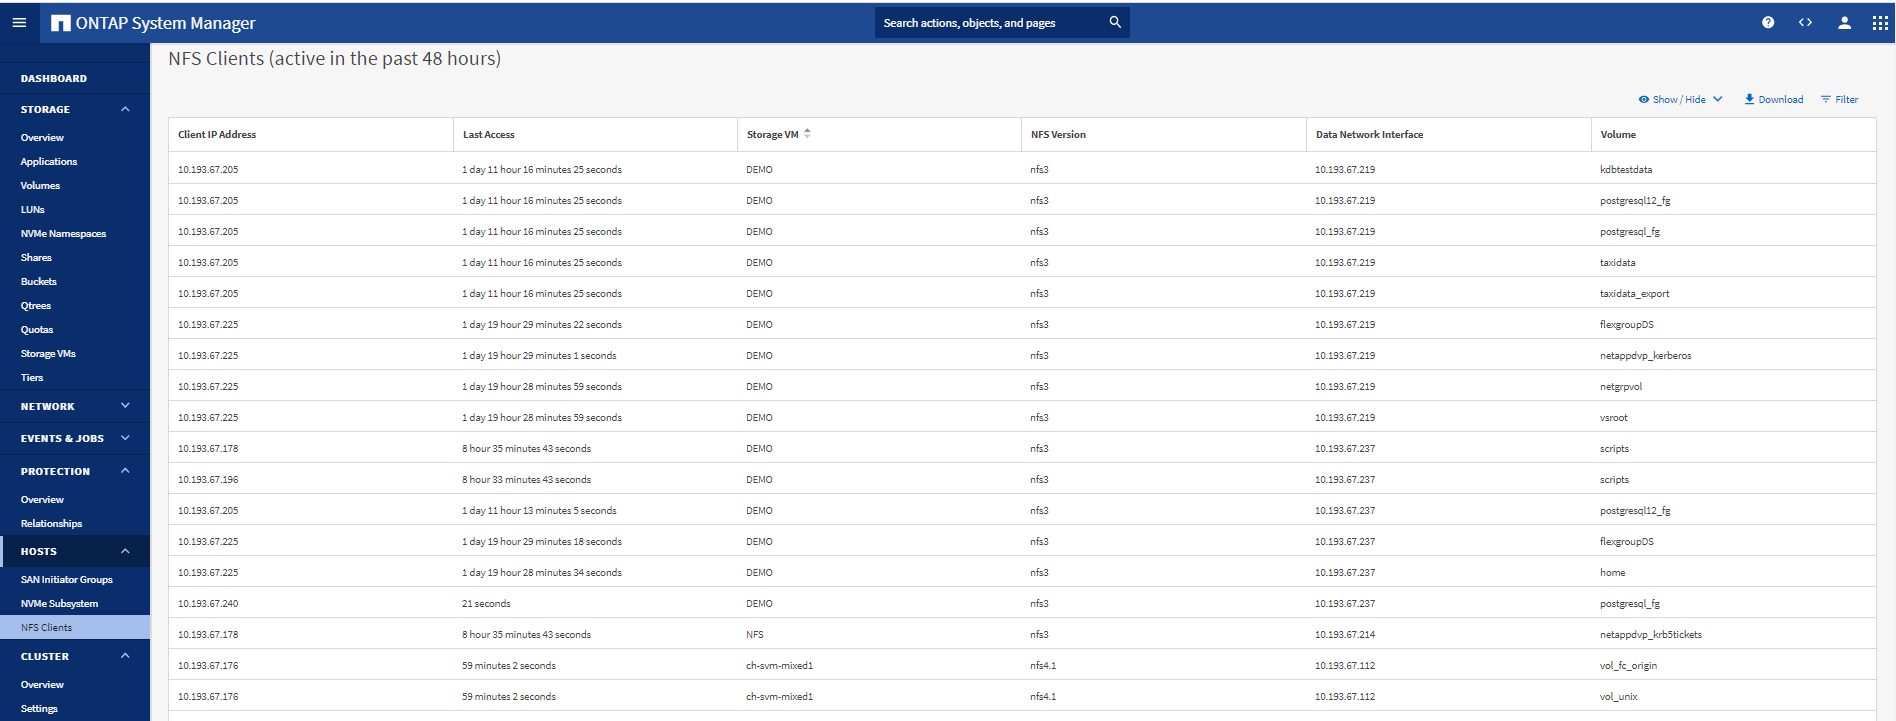 ONTAP System Manager
Search actions, objects, and pages
DASHBOARD
STORAGE
Overview
Applications
Volumes
LUNs
NVMe Namespaces
Shares
Buckets
Qtrees
Quotas
Storage VMs
Tiers
NETWORK
EVENTS & JOBS
PROTECTION
Overview
Relationships
HOSTS
SAN Initiator Groups
NVMe Subsystem
NFS Clients
CLUSTER
Overview
Settings
NFS Clients (active in the past 48 hours)
Show / Hide Download Filter
Client IP Address Last Access Storage VM NFS Version Data Network Interface Volume
10.193.67.205 1 day 11 hour 16 minutes 25 seconds DEMO nfs3 10.193.67.219 kdbtestdata
10.193.67.205 1 day 11 hour 16 minutes 25 seconds DEMO nfs3 10.193.67.219 postgresql12_fg
10.193.67.205 1 day 11 hour 16 minutes 25 seconds DEMO nfs3 10.193.67.219 postgresql_fg
10.193.67.205 1 day 11 hour 16 minutes 25 seconds DEMO nfs3 10.193.67.219 taxidata
10.193.67.205 1 day 11 hour 16 minutes 25 seconds DEMO nfs3 10.193.67.219 taxidata_export
10.193.67.225 1 day 19 hour 29 minutes 22 seconds DEMO nfs3 10.193.67.219 flexgroupDS
10.193.67.225 1 day 19 hour 29 minutes 1 seconds DEMO nfs3 10.193.67.219 netappdvp_kerberos
10.193.67.225 1 day 19 hour 28 minutes 59 seconds DEMO nfs3 10.193.67.219 netgrpvol
10.193.67.225 1 day 19 hour 28 minutes 59 seconds DEMO nfs3 10.193.67.219 vsroot
10.193.67.178 8 hour 35 minutes 43 seconds DEMO nfs3 10.193.67.237 scripts
10.193.67.196 8 hour 33 minutes 43 seconds DEMO nfs3 10.193.67.237 scripts
10.193.67.205 1 day 11 hour 13 minutes 5 seconds DEMO nfs3 10.193.67.237 postgresql12_fg
10.193.67.225 1 day 19 hour 29 minutes 18 seconds DEMO nfs3 10.193.67.237 flexgroupDS
10.193.67.225 1 day 19 hour 28 minutes 34 seconds DEMO nfs3 10.193.67.237 home
10.193.67.240 21 seconds DEMO nfs3 10.193.67.237 postgresql_fg
10.193.67.178 8 hour 35 minutes 43 seconds NFS nfs3 10.193.67.214 netappdvp_krb5tickets
10.193.67.176 59 minutes 2 seconds ch-svm-mixed1 nfs4.1 10.193.67.112 vol_fc_origin
10.193.67.176 59 minutes 2 seconds ch-svm-mixed1 nfs4.1 10.193.67.112 vol_unix